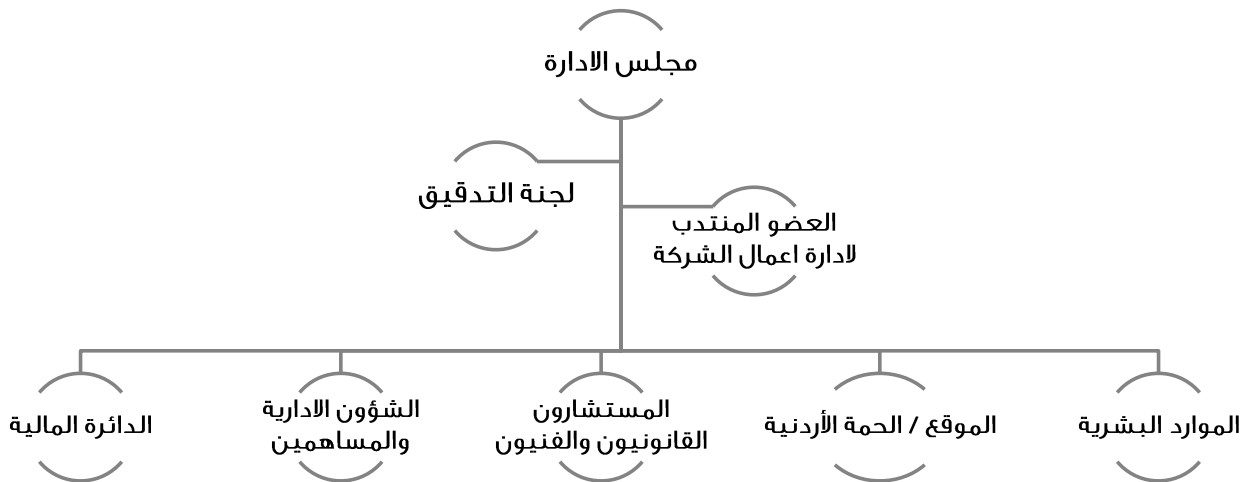 مجلس الادارة
لجنة التدقيق
العضو المنتدب
لادارة اعمال الشركة
الموارد البشرية
الموقع / الحمة الأردنية
المستشارون
القانونيون والفنيون
الشؤون الادارية
والمساهمين
الدائرة المالية